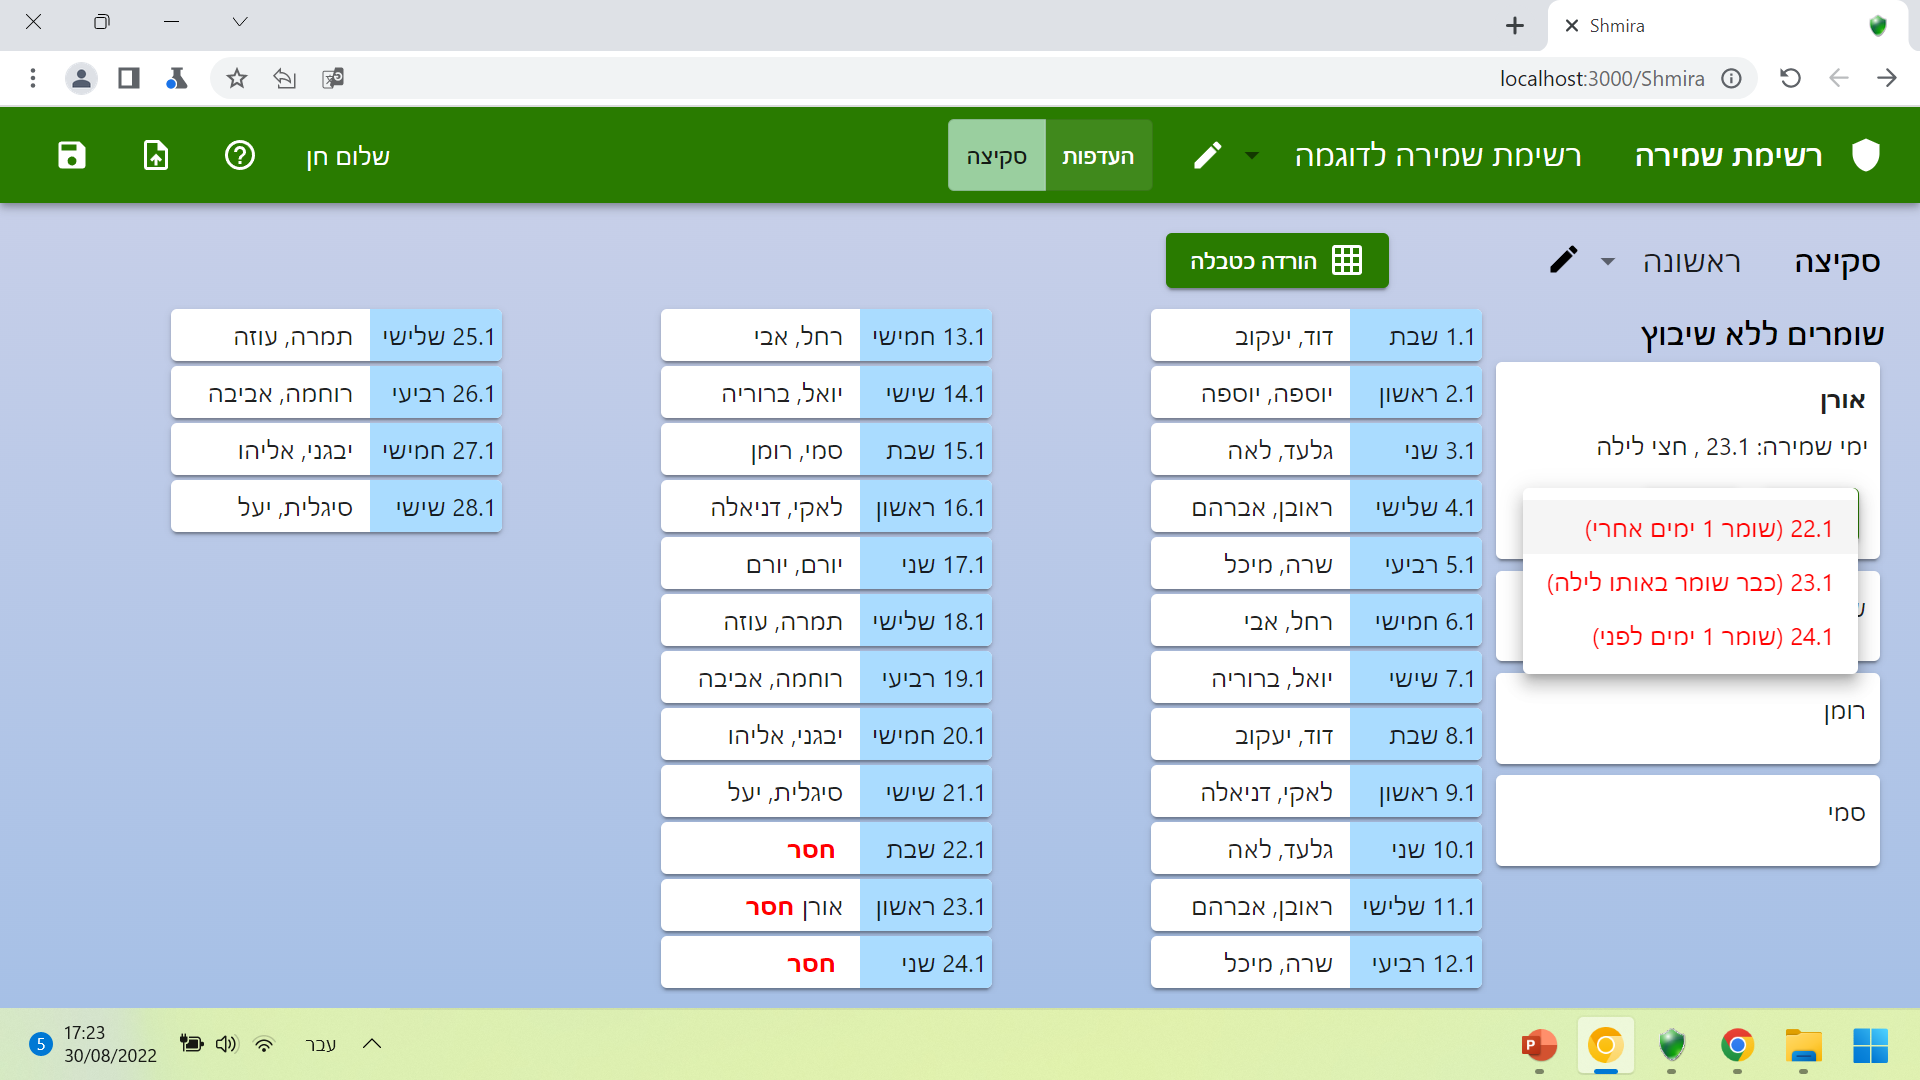 Shmira
localhost:3000/Shmira
רשימת שמירה
רשימת שמירה לדוגמה
העדפות
סקיצה
שלום חן
סקיצה
ראשונה
הורדה כטבלה
שומרים ללא שיבוץ
אורן
ימי שמירה: 23.1 , חצי לילה
22.1 (שומר 1 ימים אחרי)
23.1 (כבר שומר באותו לילה)
24.1 (שומר 1 ימים לפני)
רומן
סמי
1.1 שבת דוד, יעקוב
2.1 ראשון יוספה, יוספה
3.1 שני גלעד, לאה
4.1 שלישי ראובן, אברהם
5.1 רביעי שרה, מיכל
6.1 חמישי רחל, אבי
7.1 שישי יואל, ברוריה
8.1 שבת דוד, יעקוב
9.1 ראשון לאקי, דניאלה
10.1 שני גלעד, לאה
11.1 שלישי ראובן, אברהם
12.1 רביעי שרה, מיכל
13.1 חמישי רחל, אבי
14.1 שישי יואל, ברוריה
15.1 שבת סמי, רומן
16.1 ראשון לאקי, דניאלה
17.1 שני יורם, יורם
18.1 שלישי תמרה, עוזה
19.1 רביעי רוחמה, אביבה
20.1 חמישי יבגני, אליהו
21.1 שישי סיגלית, יעל
22.1 שבת חסר
23.1 ראשון אורן חסר
24.1 שני חסר
25.1 שלישי תמרה, עוזה
26.1 רביעי רוחמה, אביבה
27.1 חמישי יבגני, אליהו
28.1 שישי סיגלית, יעל
עבר
17:23
30/08/2022
5